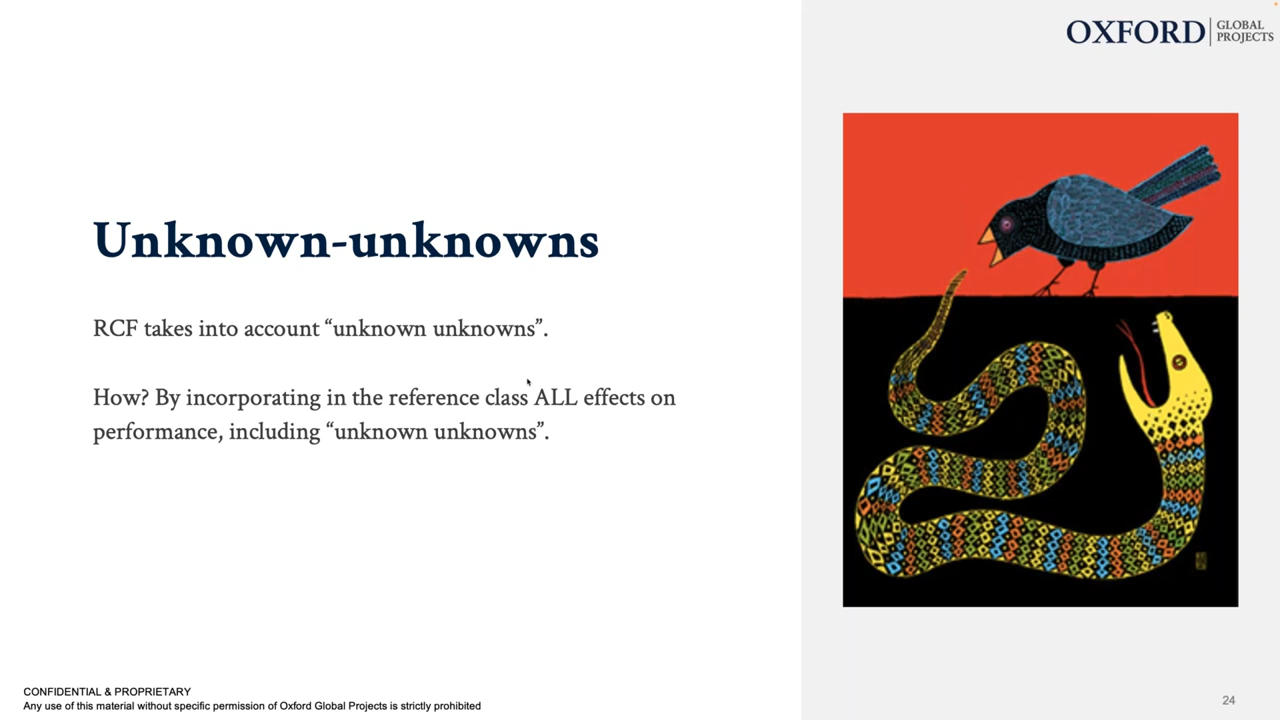 OXFORD
GLOBAL
PROJECTS
Unknown-unknowns
RCF takes into account “unknown unknowns”.
How? By incorporating in the reference class ALL effects on
performance, including “unknown unknowns”.
CONFIDENTIAL & PROPRIETARY
Any use of this material without specific permission of Oxford Global Projects is strictly prohibited
24